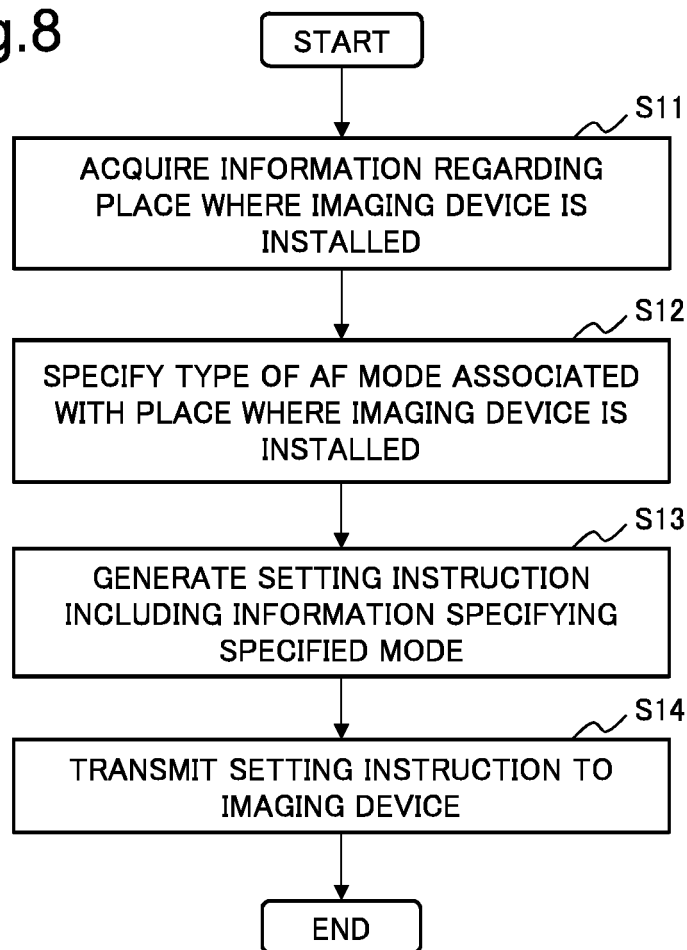 g.8
START
S11
ACQUIRE INFORMATION REGARDING
PLACE WHERE IMAGING DEVICE IS
INSTALLED
S12
SPECIFY TYPE OF AF MODE ASSOCIATED
WITH PLACE WHERE IMAGING DEVICE IS
INSTALLED
S13
GENERATE SETTING INSTRUCTION
INCLUDING INFORMATION SPECIFYING
SPECIFIED MODE
S14
TRANSMIT SETTING INSTRUCTION TO
IMAGING DEVICE
END